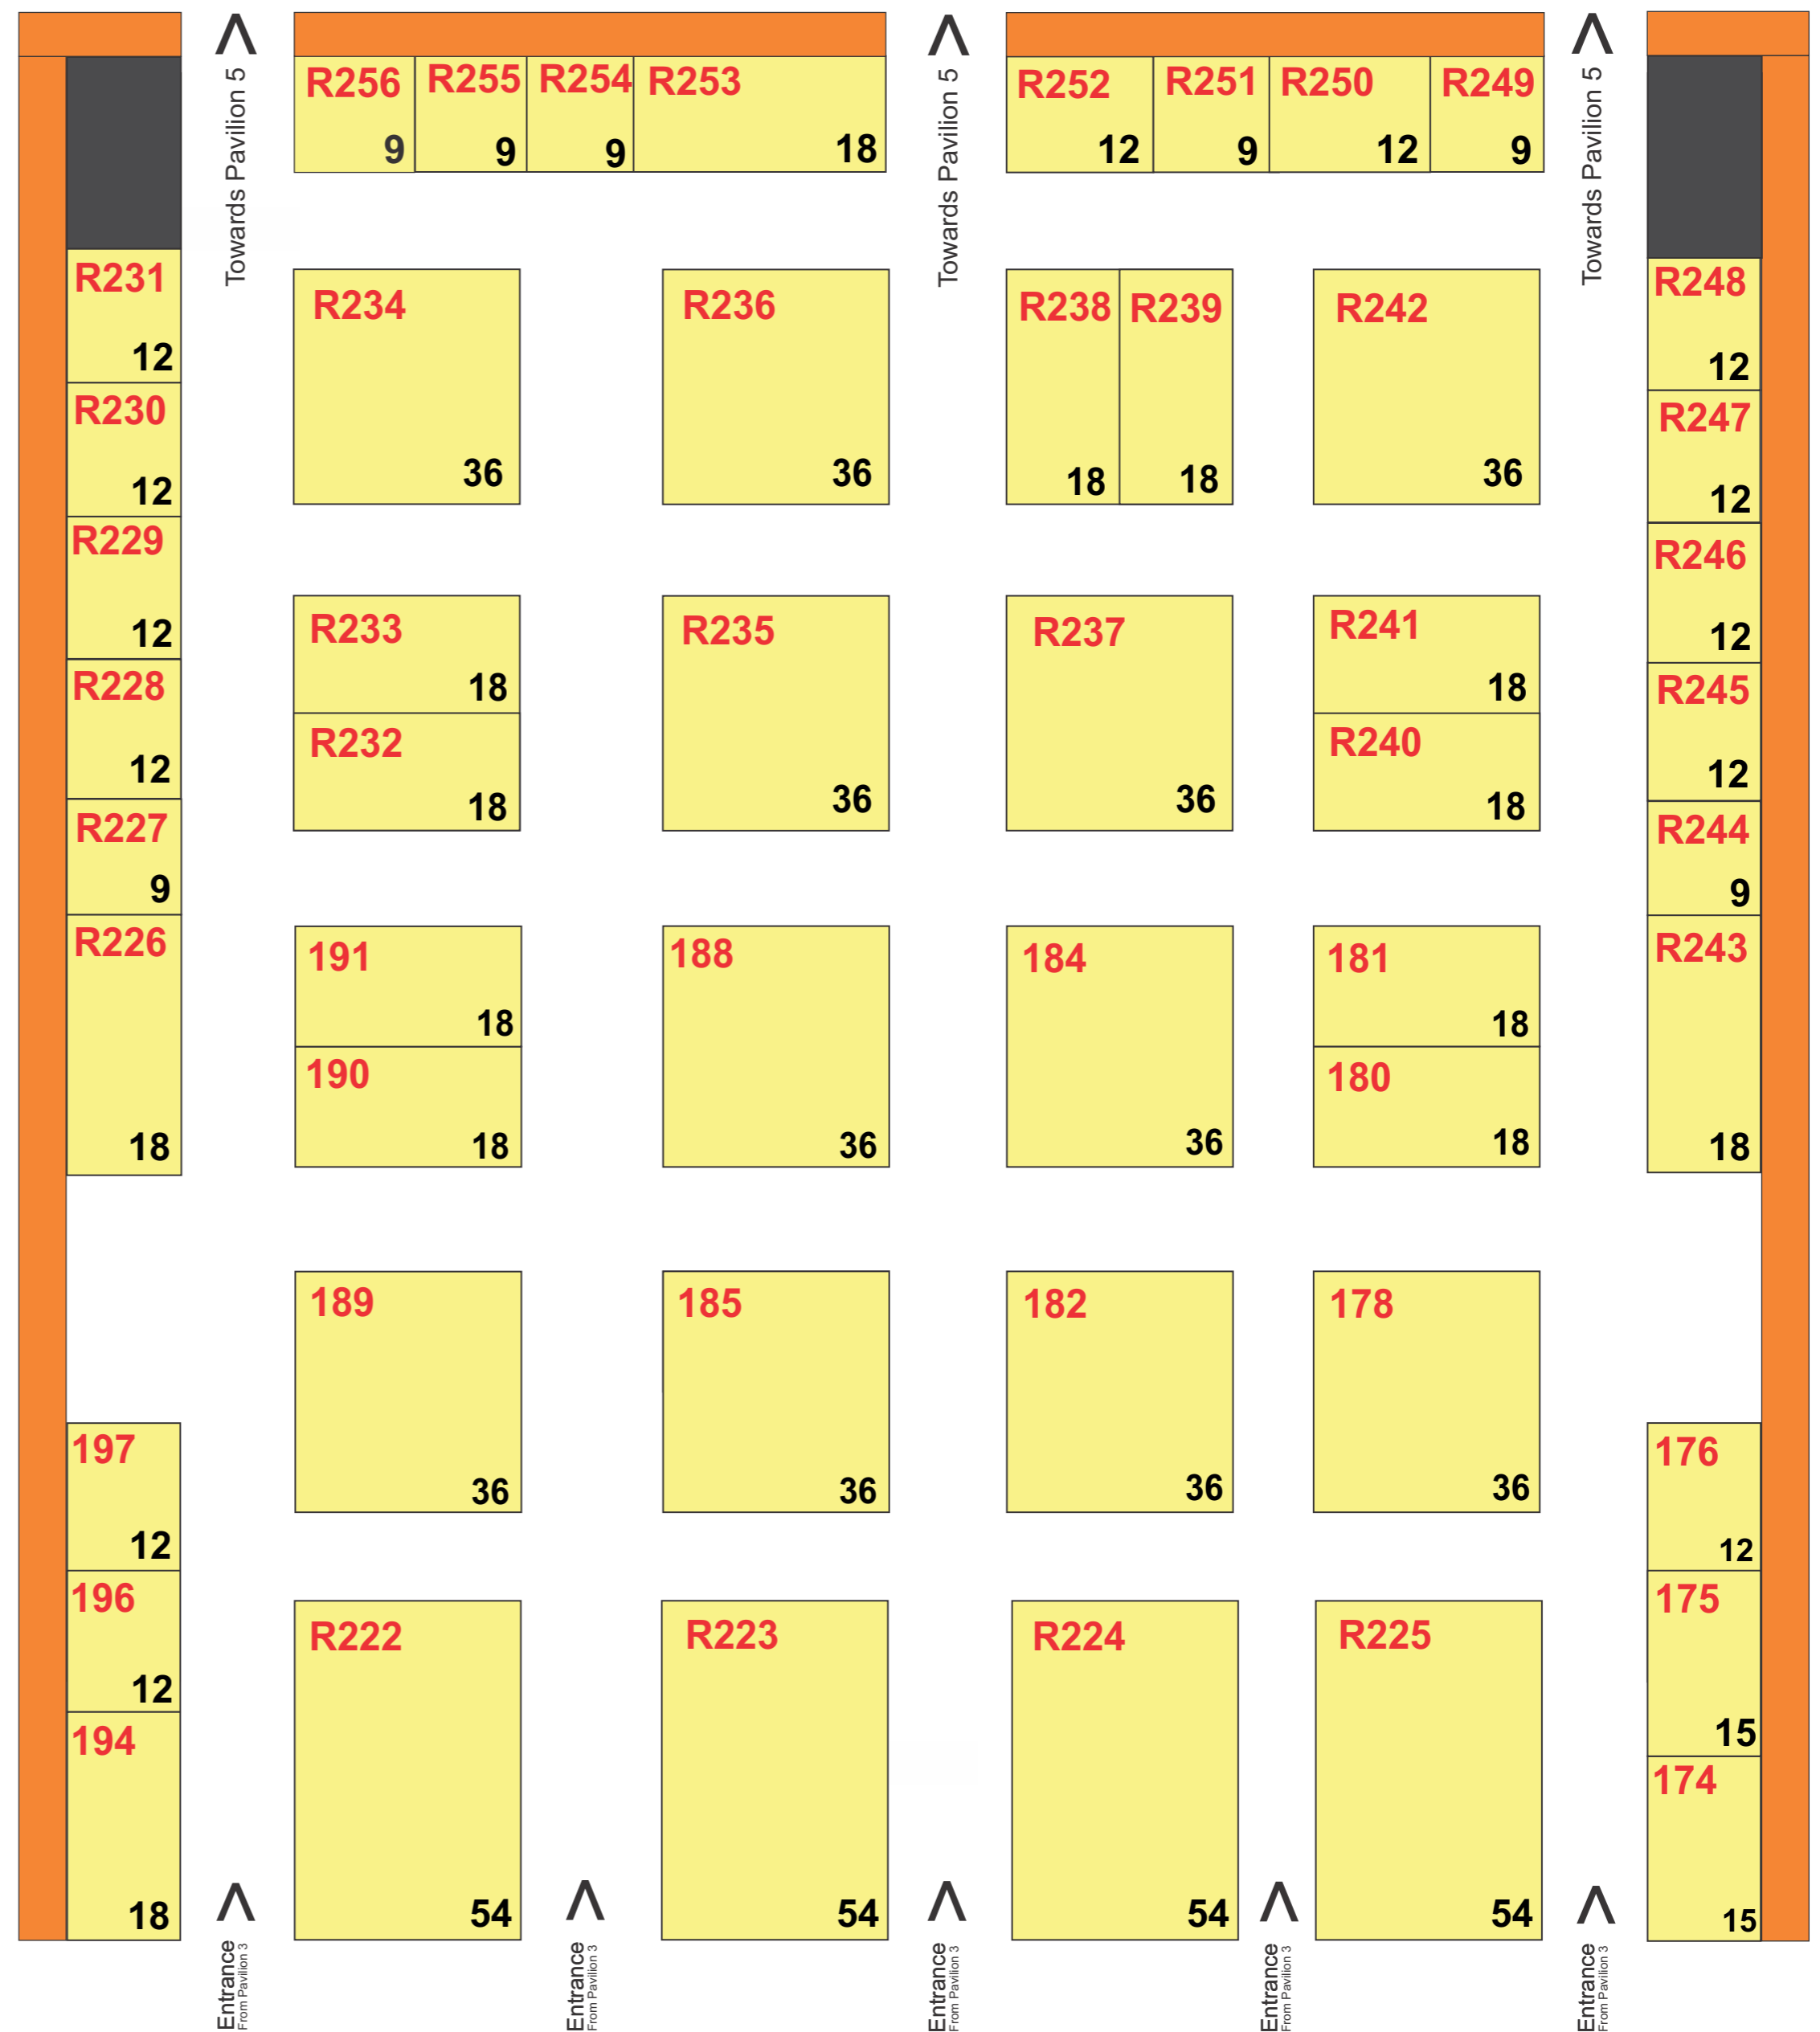 R256 R255 R254 R253 R252 R251 R250 R249
9 9 9 18 12 9 12 9
Towards Pavilion 5
Towards Pavilion 5
Towards Pavilion 5
R231
12
R230
12
R229
12
R228
12
R227
9
R226
18
R234
36
R236
36
R238
18
R239
18
R242
36
R233
18
R232
18
R235
36
R237
36
R241
18
R240
18
R248
12
R247
12
R246
12
R245
12
R244
9
R243
18
191
18
190
18
188
36
184
36
181
18
180
18
189
36
185
36
182
36
178
36
197
12
196
12
194
18
R222
54
R223
54
R224
54
R225
54
176
12
175
15
174
15
Entrance
From Pavilion 3
Entrance
From Pavilion 3
Entrance
From Pavilion 3
Entrance
From Pavilion 3
Entrance
From Pavilion 3